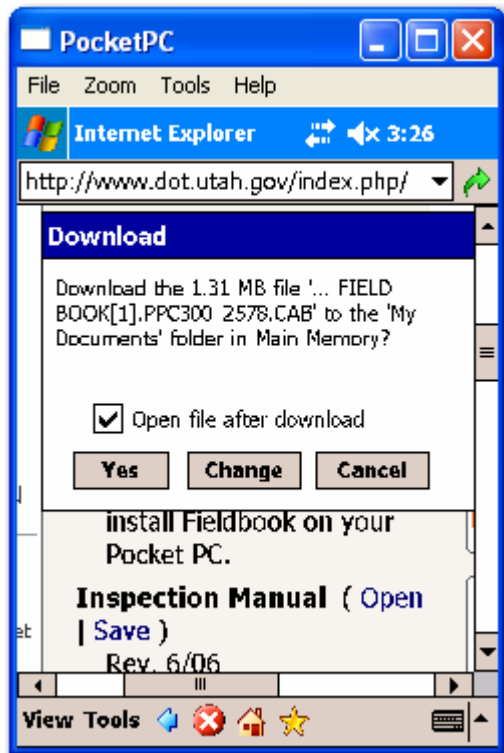 PocketPC
File Zoom Tools Help
Internet Explorer 3:26
http://www.dot.utah.gov/index.php/
Download
Download the 1.31 MB file '... FIELD
BOOK[1].PPC300 2578.CAB' to the 'My
Documents' folder in Main Memory?
Open file after download
Yes Change Cancel
install Fieldbook on your
Pocket PC.
Inspection Manual ( Open
| Save )
Rev. 6/06
View Tools